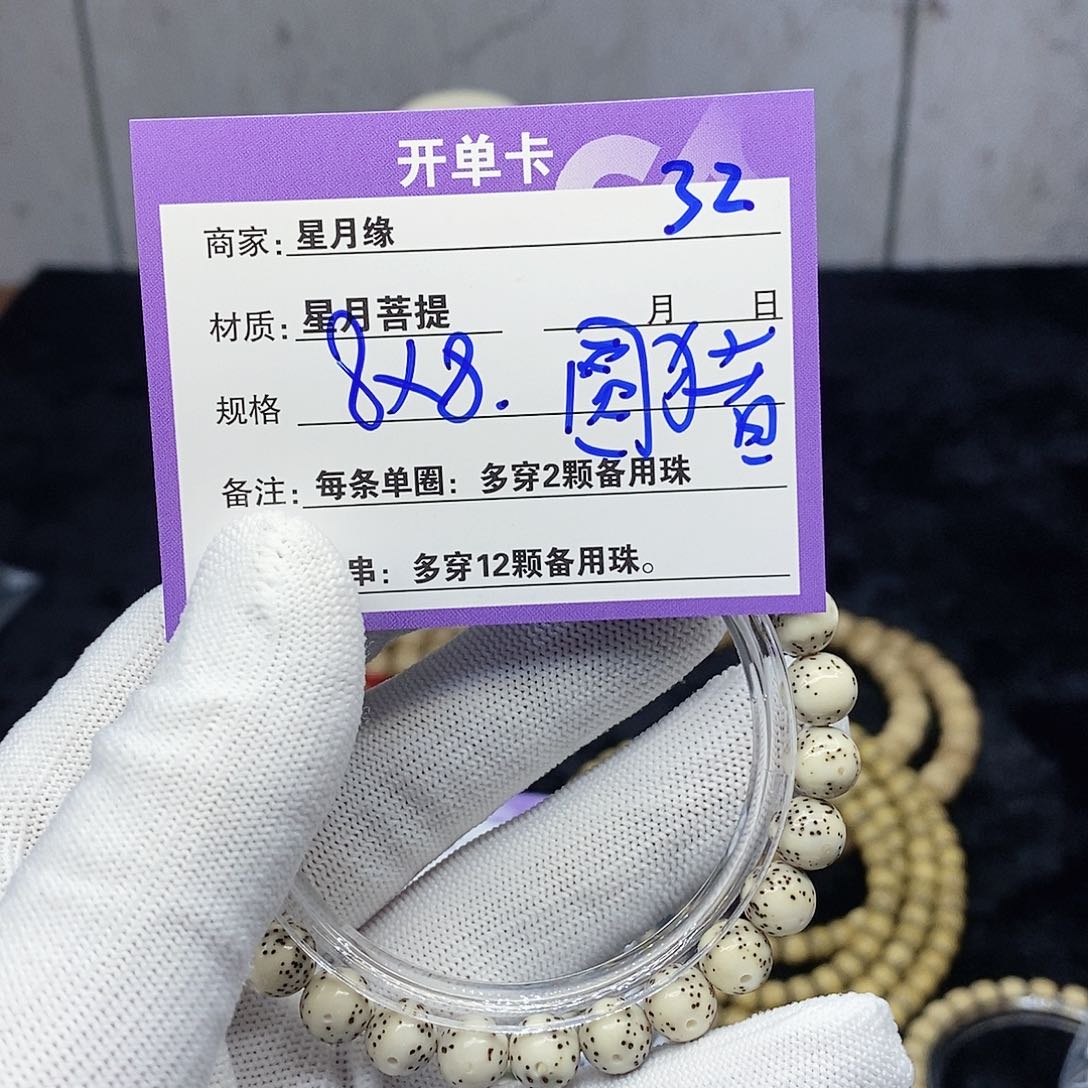 开单卡
32
商家：星月缘
材质：星月菩提 月 日
规格 8×8. 圆猪
备注：每条单圈：多穿2颗备用珠
串：多穿12颗备用珠。